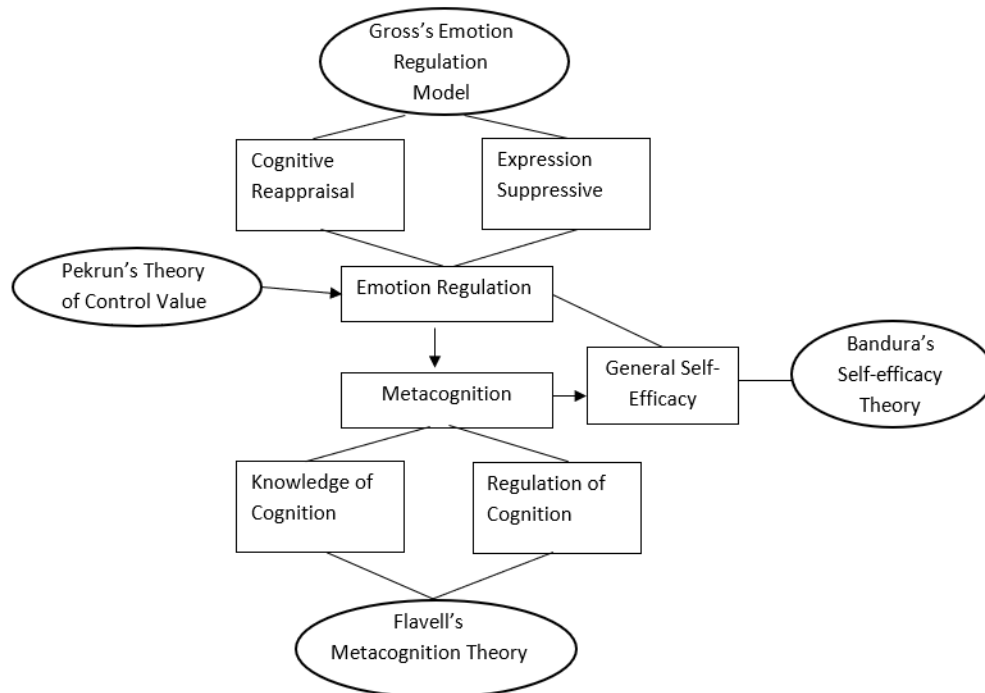 Gross’s Emotion
Regulation
Model
Cognitive
Reappraisal
Expression
Suppressive
Pekrun’s Theory
of Control Value
Emotion Regulation
General Self-
Efficacy
Bandura’s
Self-efficacy
Theory
Metacognition
Knowledge of
Cognition
Regulation of
Cognition
Flavell’s
Metacognition Theory